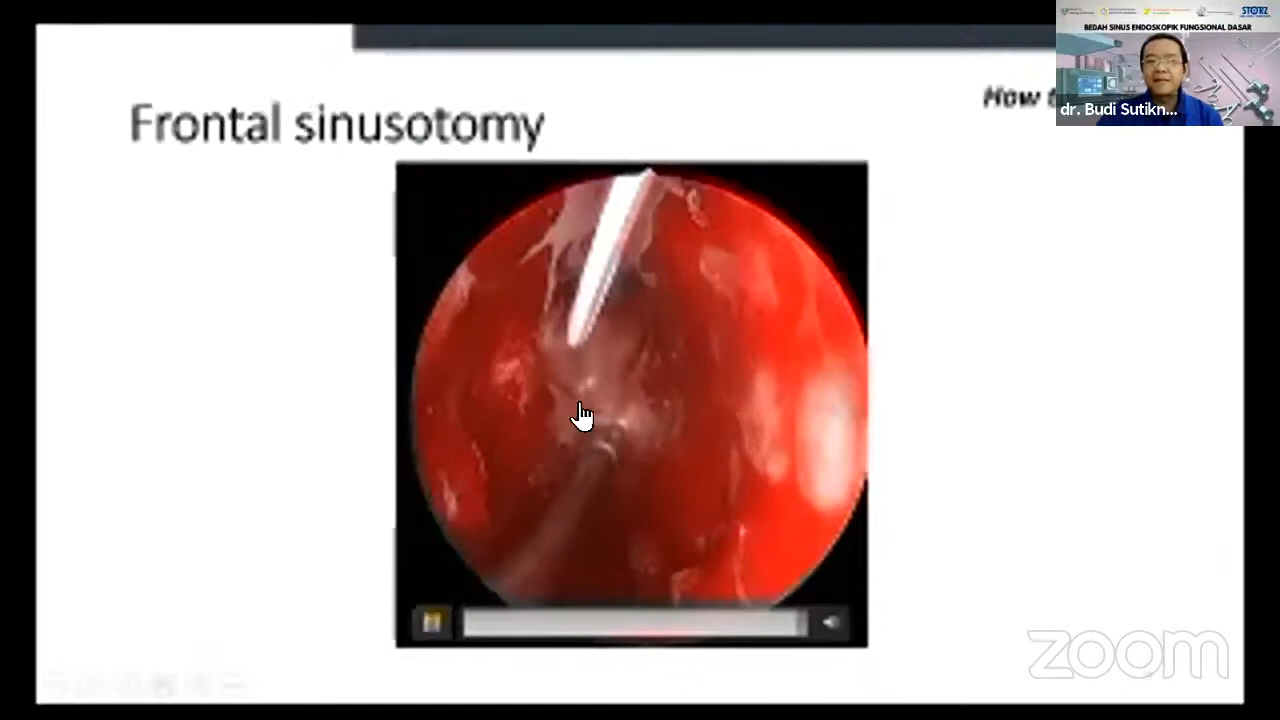 STORZ
BEDAH SINUS ENDOSKOPIK FUNGSIONAL DASAR
How
dr. Budi Sutikn...
Frontal sinusotomy
zoom